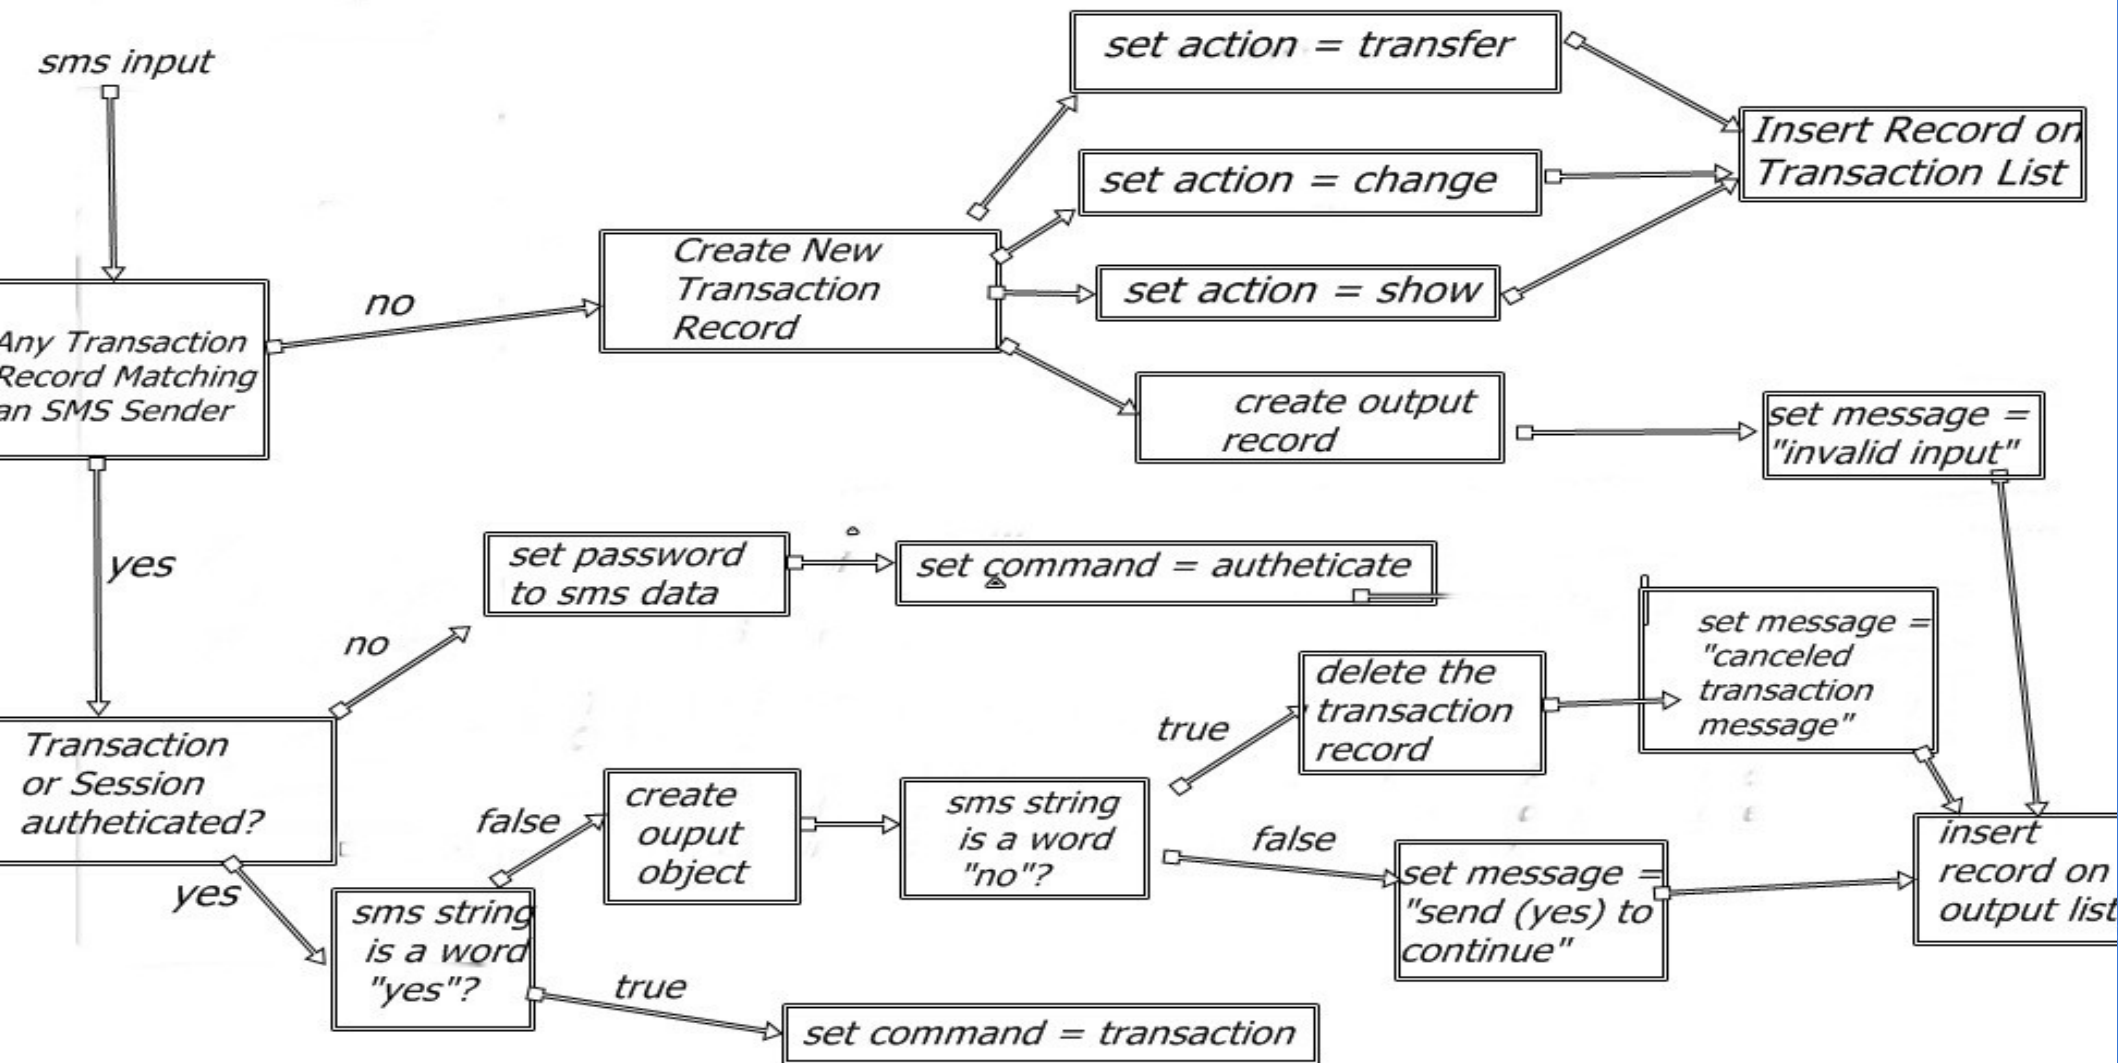 sms input
Any Transaction
Record Matching
an SMS Sender
no
Create New
Transaction
Record
set action = transfer
set action = change
set action = show
Insert Record on
Transaction List
create output
record
set message =
"invalid input"
yes
Transaction
or Session
autheticated?
no
set password
to sms data
set command = autheticate
yes
sms string
is a word
"yes"?
false
create
ouput
object
sms string
is a word
"no"?
true
delete the
transaction
record
set message =
"canceled
transaction
message"
false
set message =
"send (yes) to
continue"
insert
record on
output list
true
set command = transaction